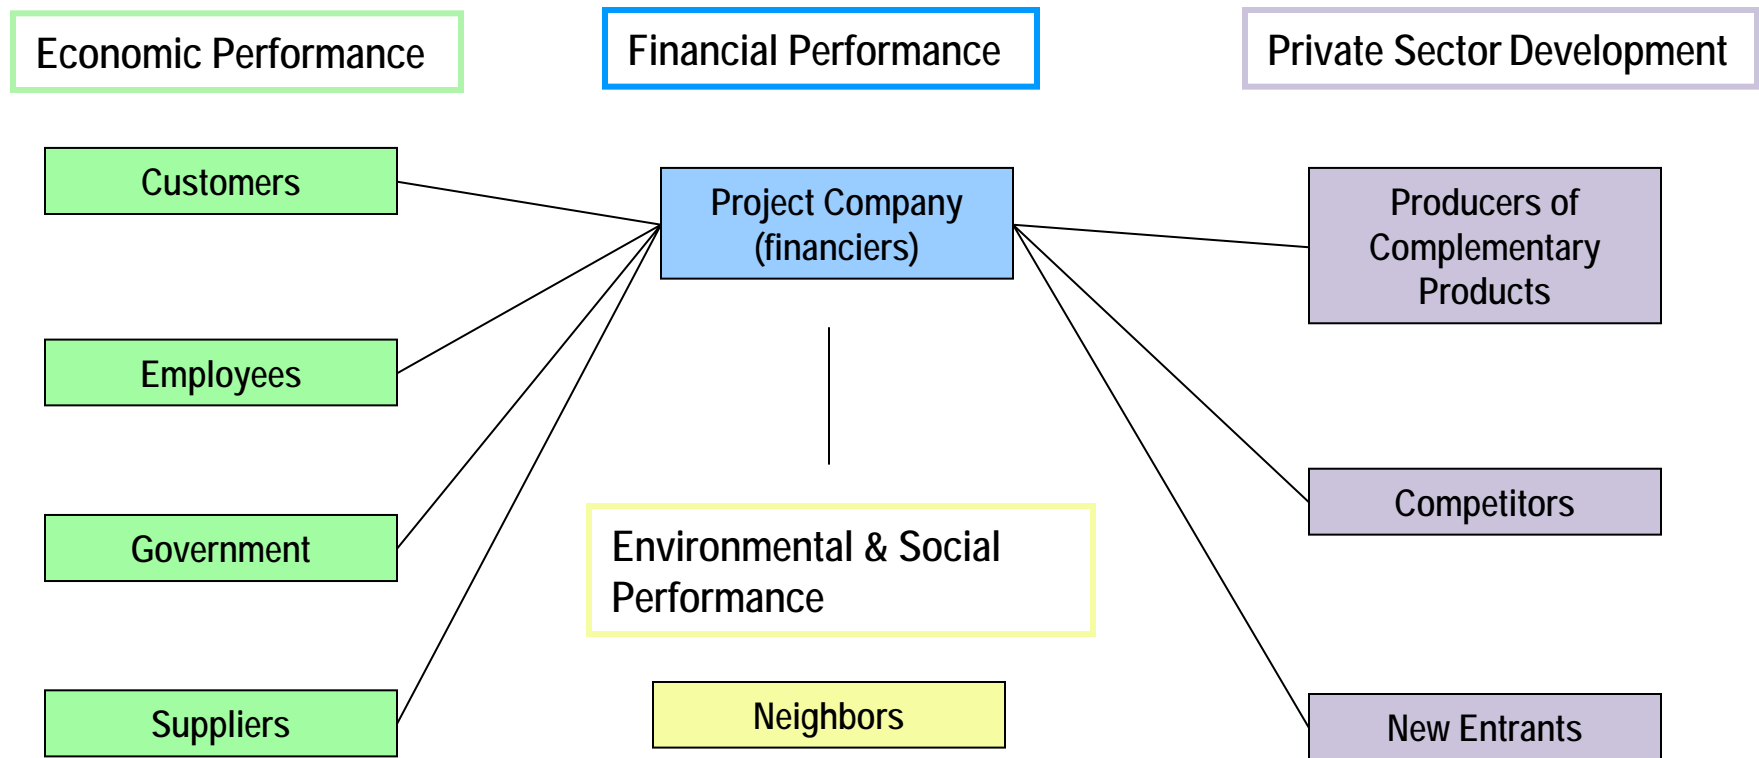 Economic Performance
Financial Performance
Private Sector Development
Customers
Employees
Government
Suppliers
Project Company
(financiers)
Environmental & Social
Performance
Neighbors
Producers of
Complementary
Products
Competitors
New Entrants